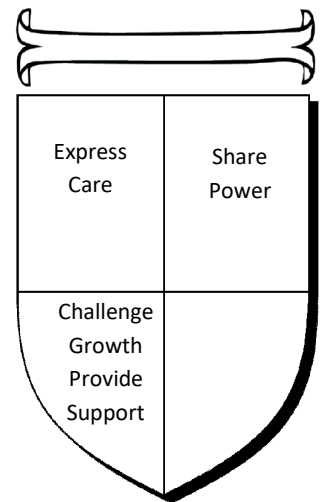 Express
Care
Share
Power
Challenge
Growth
Provide
Support